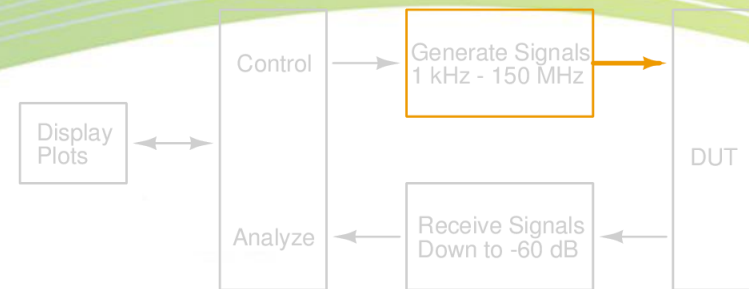 Control
Generate Signals
1 kHz - 150 MHz
Display
Plots
DUT
Analyze
Receive Signals
Down to -60 dB